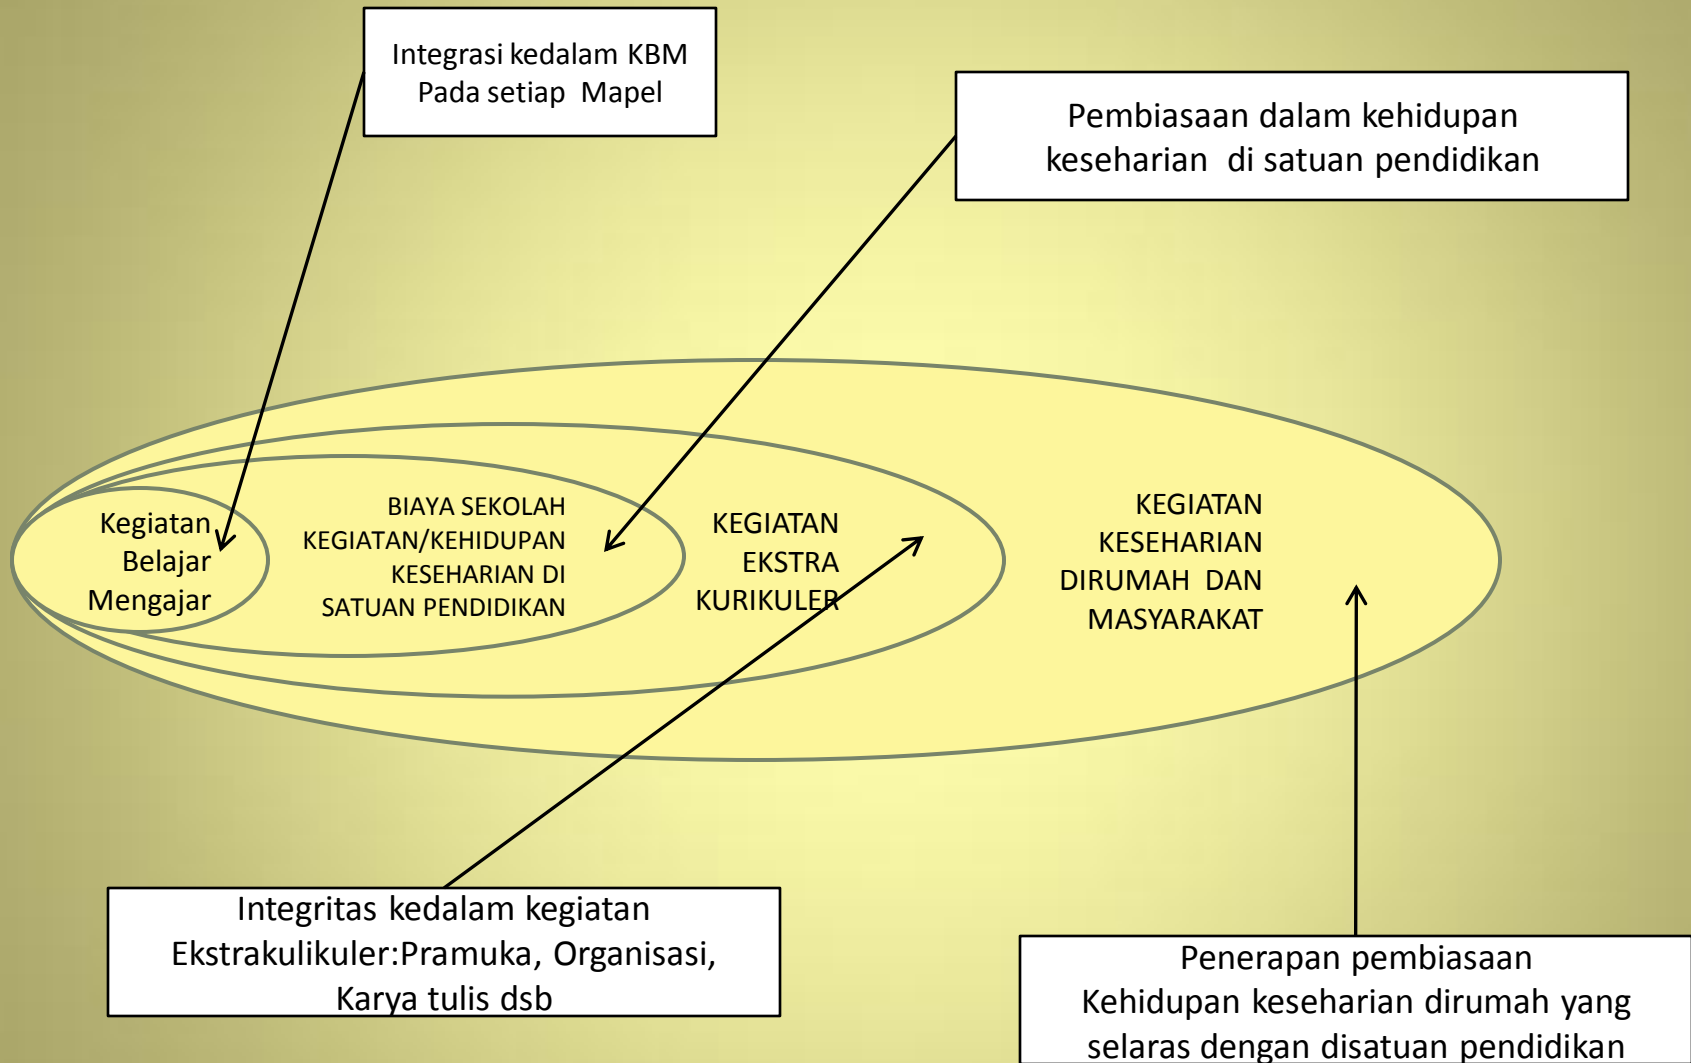 Integrasi kedalam KBM
Pada setiap Mapel
Pembiasaan dalam kehidupan
keseharian di satuan pendidikan
Kegiatan
Belajar
Mengajar
BIAYA SEKOLAH
KEGIATAN/KEHIDUPAN
KESEHARIAN DI
SATUAN PENDIDIKAN
KEGIATAN
EKSTRA
KURIKULER
KEGIATAN
KESEHARIAN
DIRUMAH DAN
MASYARAKAT
Integritas kedalam kegiatan
Ekstrakulikuler:Pramuka, Organisasi,
Karya tulis dsb
Penerapan pembiasaan
Kehidupan keseharian dirumah yang
selaras dengan disatuan pendidikan